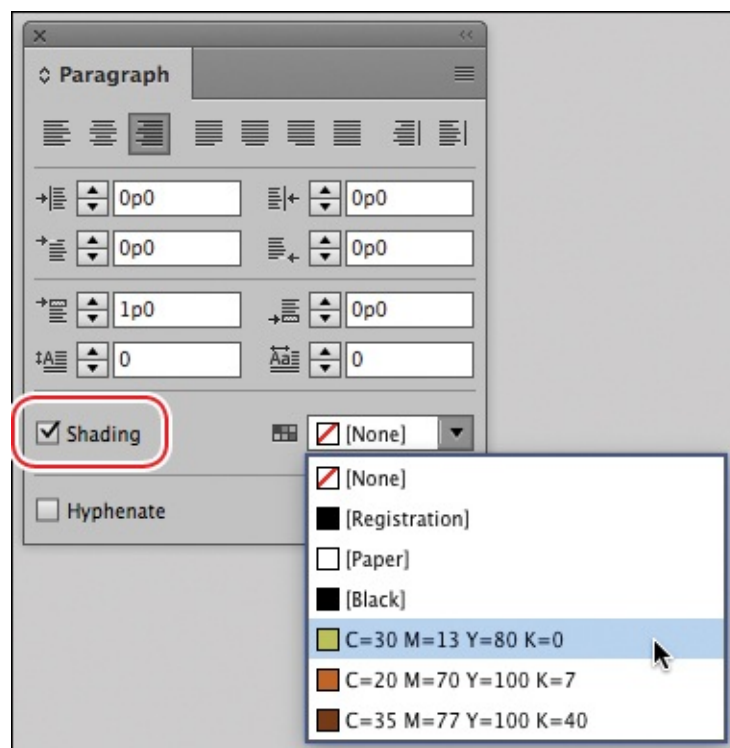 Paragraph
0p0 0p0
0p0 0p0
1p0 0p0
0 0
Shading [None]
[None]
Hyphenate
[Registration]
[Paper]
[Black]
C=30 M=13 Y=80 K=0
C=20 M=70 Y=100 K=7
C=35 M=77 Y=100 K=40